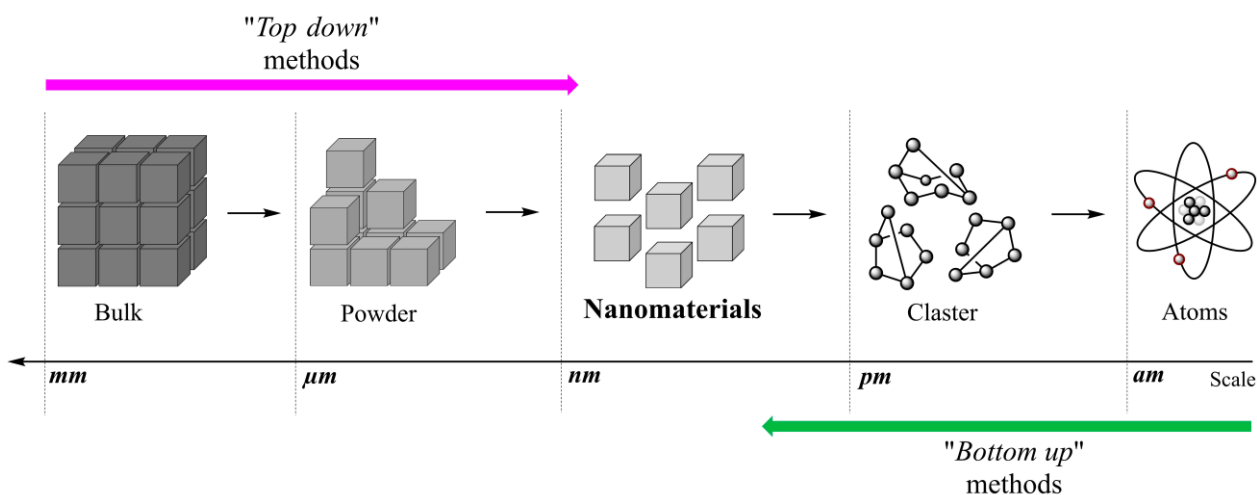 "Top down"
methods
Bulk
Powder
Nanomaterials
Claster
Atoms
mm
μm
nm
pm
am
Scale
"Bottom up"
methods